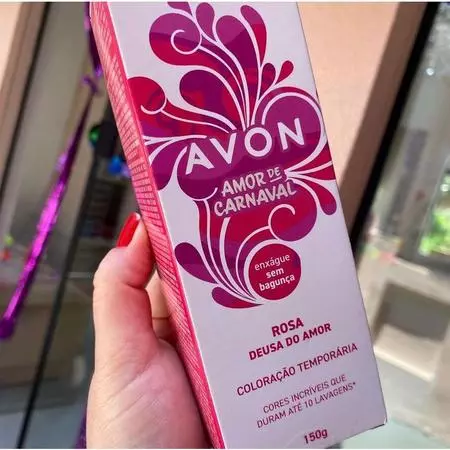 AVON
AMOR DE
CARNAVAL
enxágue
sem
bagunça
ROSA
DEUSA DO AMOR
COLORAÇÃO TEMPORÁRIA
CORES INCRÍVEIS QUE
DURAM ATÉ 10 LAVAGENS*
150g